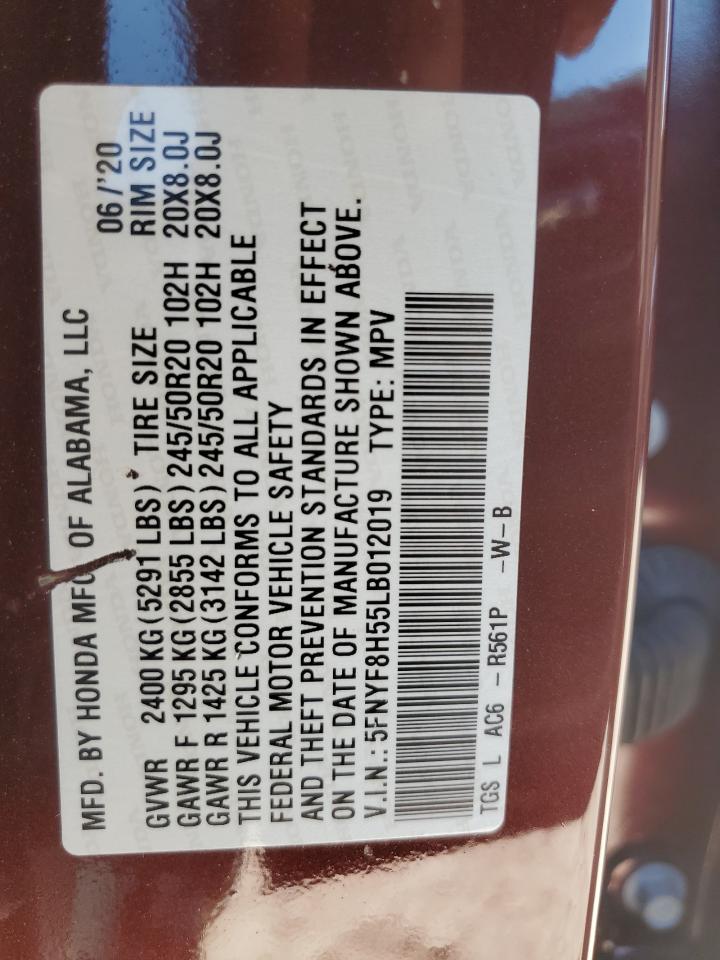 MFD. BY HONDA MFG OF ALABAMA, LLC 06/'20
GVWR 2400 KG(5291 LBS) TIRE SIZE RIM SIZE
GAWR F 1295 KG(2855 LBS) 245/50R20 102H 20X8.0J
GAWR R 1425 KG(3142 LBS) 245/50R20 102H 20X8.0J
THIS VEHICLE CONFORMS TO ALL APPLICABLE
FEDERAL MOTOR VEHICLE SAFETY
AND THEFT PREVENTION STANDARDS IN EFFECT
ON THE DATE OF MANUFACTURE SHOWN ABOVE.
V.I.N.: 5FNYF8H55LB012019 TYPE: MPV
TGS L AC6 -R561P -W-B